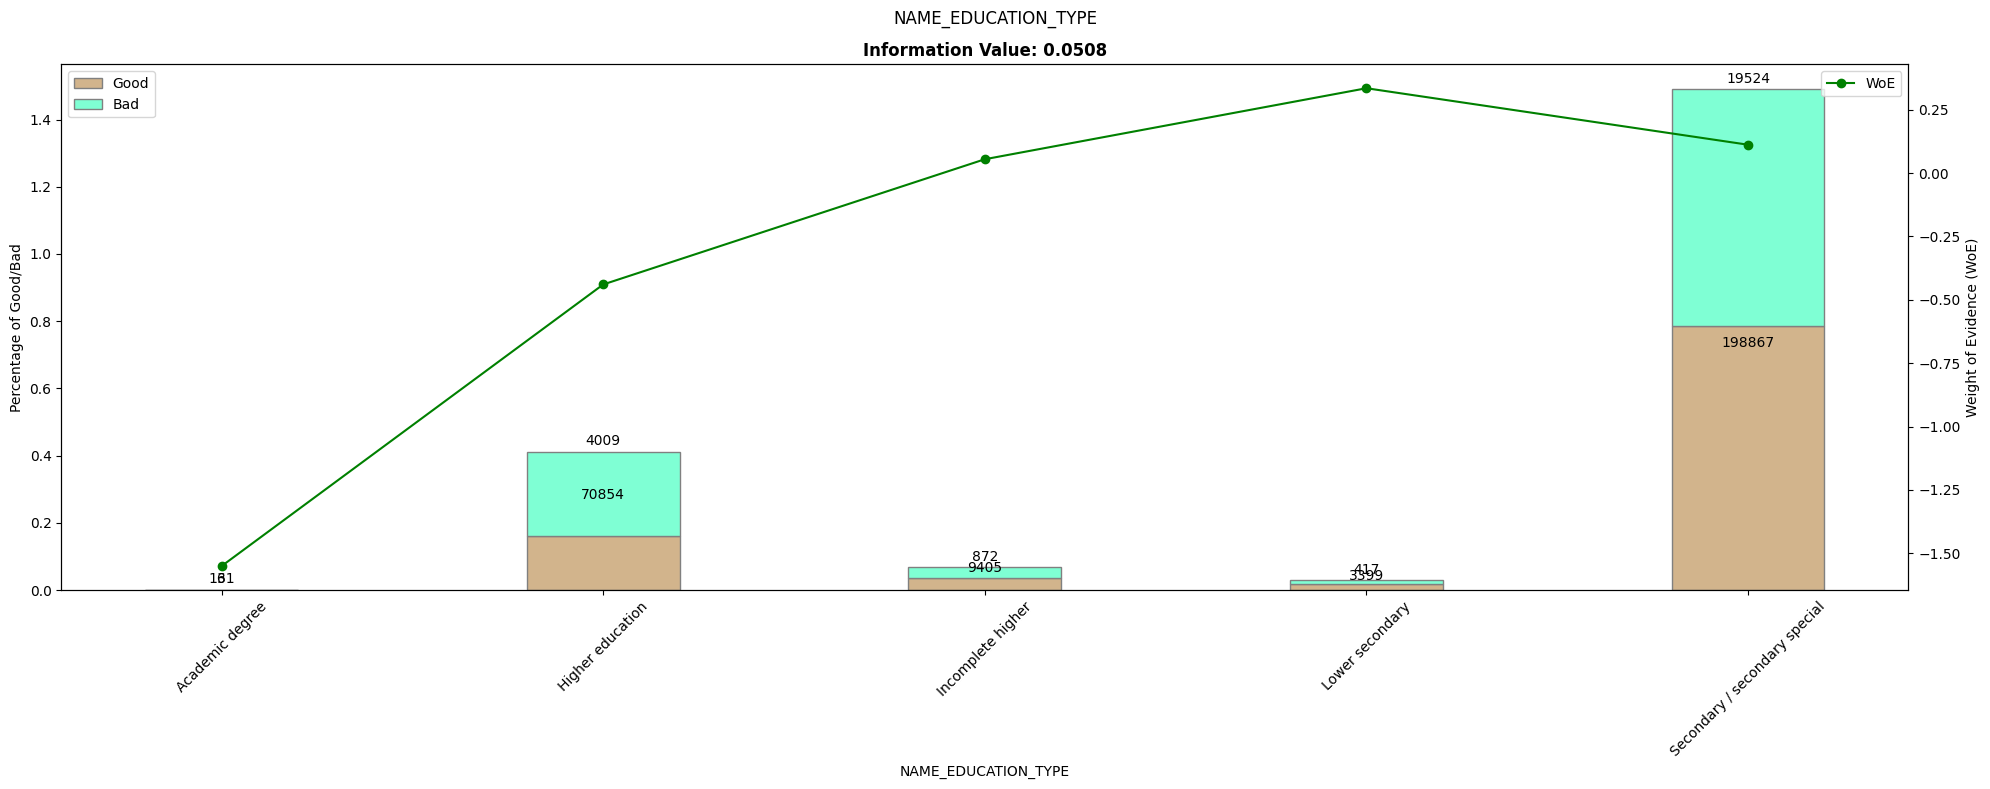 NAME_EDUCATION_TYPE
Information Value: 0.0508
Good
Bad
WoE
Percentage of Good/Bad
1.4
1.2
1.0
0.8
0.6
0.4
0.2
0.0
4009
70854
872
9405
417
3399
19524
198867
0.25
0.00
−0.25
−0.50
−0.75
−1.00
−1.25
−1.50
Weight of Evidence (WoE)
Academic degree
Higher education
Incomplete higher
Lower secondary
Secondary / secondary special
NAME_EDUCATION_TYPE